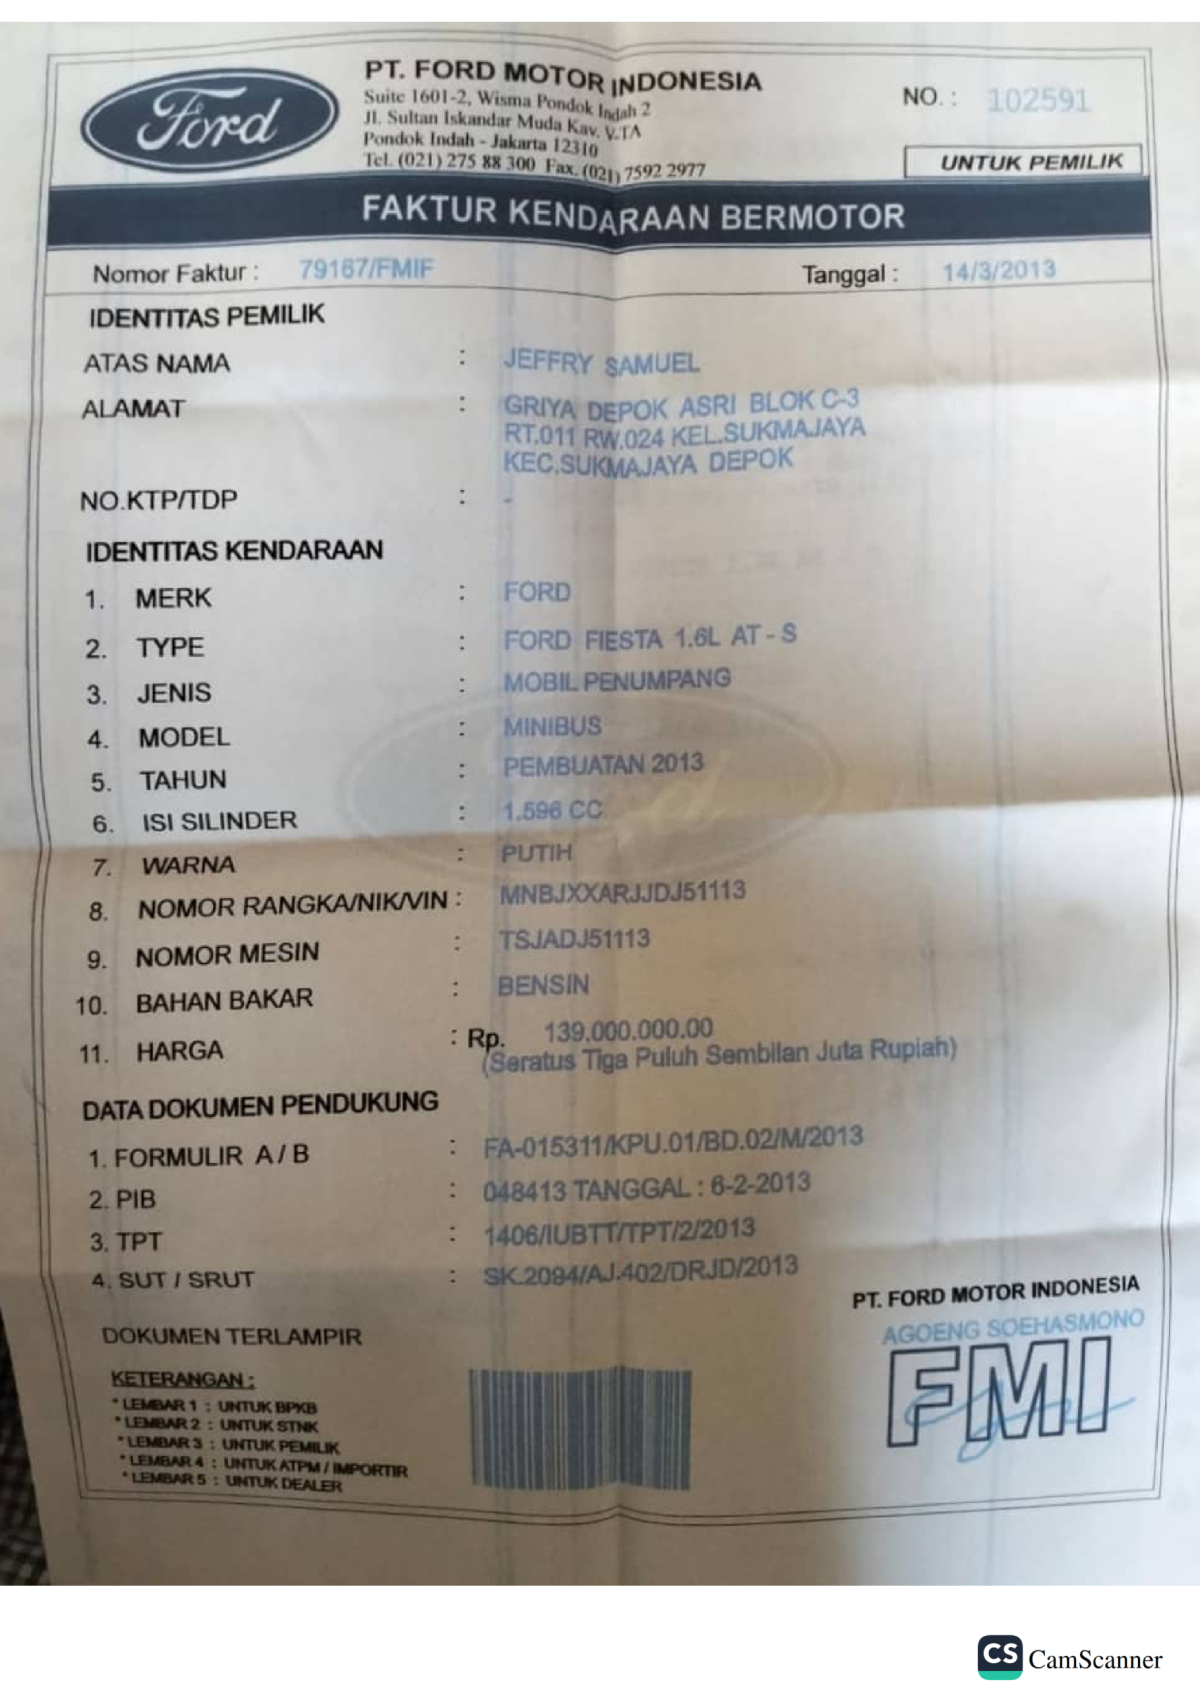 Ford
PT. FORD MOTOR INDONESIA
Suite 1601-2, Wisma Pondok Indah 2
Jl. Sultan Iskandar Muda Kav. V.TA
Pondok Indah - Jakarta 12310
Tel. (021) 275 88 300 Fax. (021) 7592 2977
NO. : 102591
UNTUK PEMILIK
FAKTUR KENDARAAN BERMOTOR
Nomor Faktur : 79167/FMIF Tanggal : 14/3/2013
IDENTITAS PEMILIK
ATAS NAMA : JEFFRY SAMUEL
ALAMAT : GRIYA DEPOK ASRI BLOK C-3
RT.011 RW.024 KEL.SUKMAJAYA
KEC.SUKMAJAYA DEPOK
NO.KTP/TDP : -
IDENTITAS KENDARAAN
1. MERK : FORD
2. TYPE : FORD FIESTA 1.6L AT - S
3. JENIS : MOBIL PENUMPANG
4. MODEL : MINIBUS
5. TAHUN : PEMBUATAN 2013
6. ISI SILINDER : 1.596 CC
7. WARNA : PUTIH
8. NOMOR RANGKA/NIK/VIN : MNBJXXARJJDJ51113
9. NOMOR MESIN : TSJADJ51113
10. BAHAN BAKAR : BENSIN
11. HARGA : Rp. 139.000.000.00
(Seratus Tiga Puluh Sembilan Juta Rupiah)
DATA DOKUMEN PENDUKUNG
1. FORMULIR A / B : FA-015311/KPU.01/BD.02/M/2013
2. PIB : 048413 TANGGAL : 6-2-2013
3. TPT : 1406/IUBTT/TPT/2/2013
4. SUT / SRUT : SK.2094/AJ.402/DRJD/2013
PT. FORD MOTOR INDONESIA
AGOENG SOEHASMONO
FMI
DOKUMEN TERLAMPIR
KETERANGAN :
* LEMBAR 1 : UNTUK BPKB
* LEMBAR 2 : UNTUK STNK
* LEMBAR 3 : UNTUK PEMILIK
* LEMBAR 4 : UNTUK ATPM / IMPORTIR
* LEMBAR 5 : UNTUK DEALER
CS CamScanner